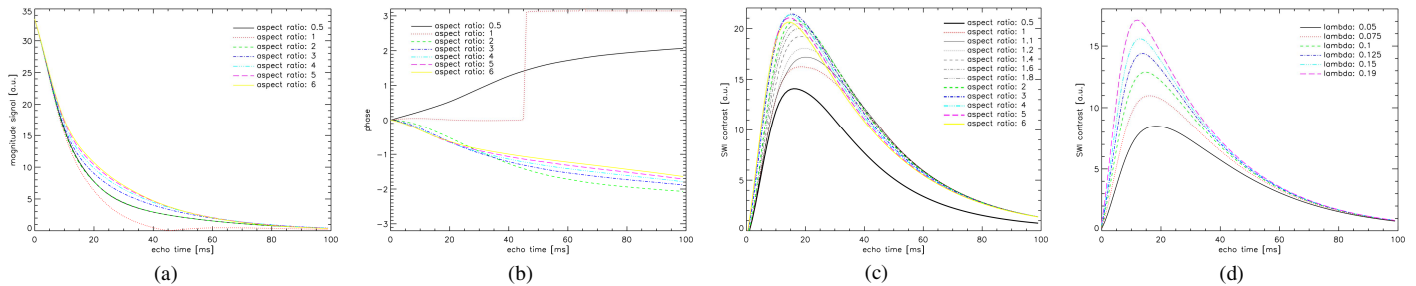 35
30
25
20
15
10
5
0
magnitude signal [a.u.]
aspect ratio: 0.5
aspect ratio: 1
aspect ratio: 2
aspect ratio: 3
aspect ratio: 4
aspect ratio: 5
aspect ratio: 6
0 20 40 60 80 100
echo time [ms]
(a)
3
2
1
0
−1
−2
−3
phase
aspect ratio: 0.5
aspect ratio: 1
aspect ratio: 2
aspect ratio: 3
aspect ratio: 4
aspect ratio: 5
aspect ratio: 6
0 20 40 60 80 100
echo time [ms]
(b)
20
15
10
5
0
SWI contrast [a.u.]
aspect ratio: 0.5
aspect ratio: 1
aspect ratio: 1.1
aspect ratio: 1.2
aspect ratio: 1.4
aspect ratio: 1.6
aspect ratio: 1.8
aspect ratio: 2
aspect ratio: 3
aspect ratio: 4
aspect ratio: 5
aspect ratio: 6
0 20 40 60 80 100
echo time [ms]
(c)
15
10
5
0
SWI contrast [a.u.]
lambda: 0.05
lambda: 0.075
lambda: 0.1
lambda: 0.125
lambda: 0.15
lambda: 0.19
0 20 40 60 80 100
echo time [ms]
(d)